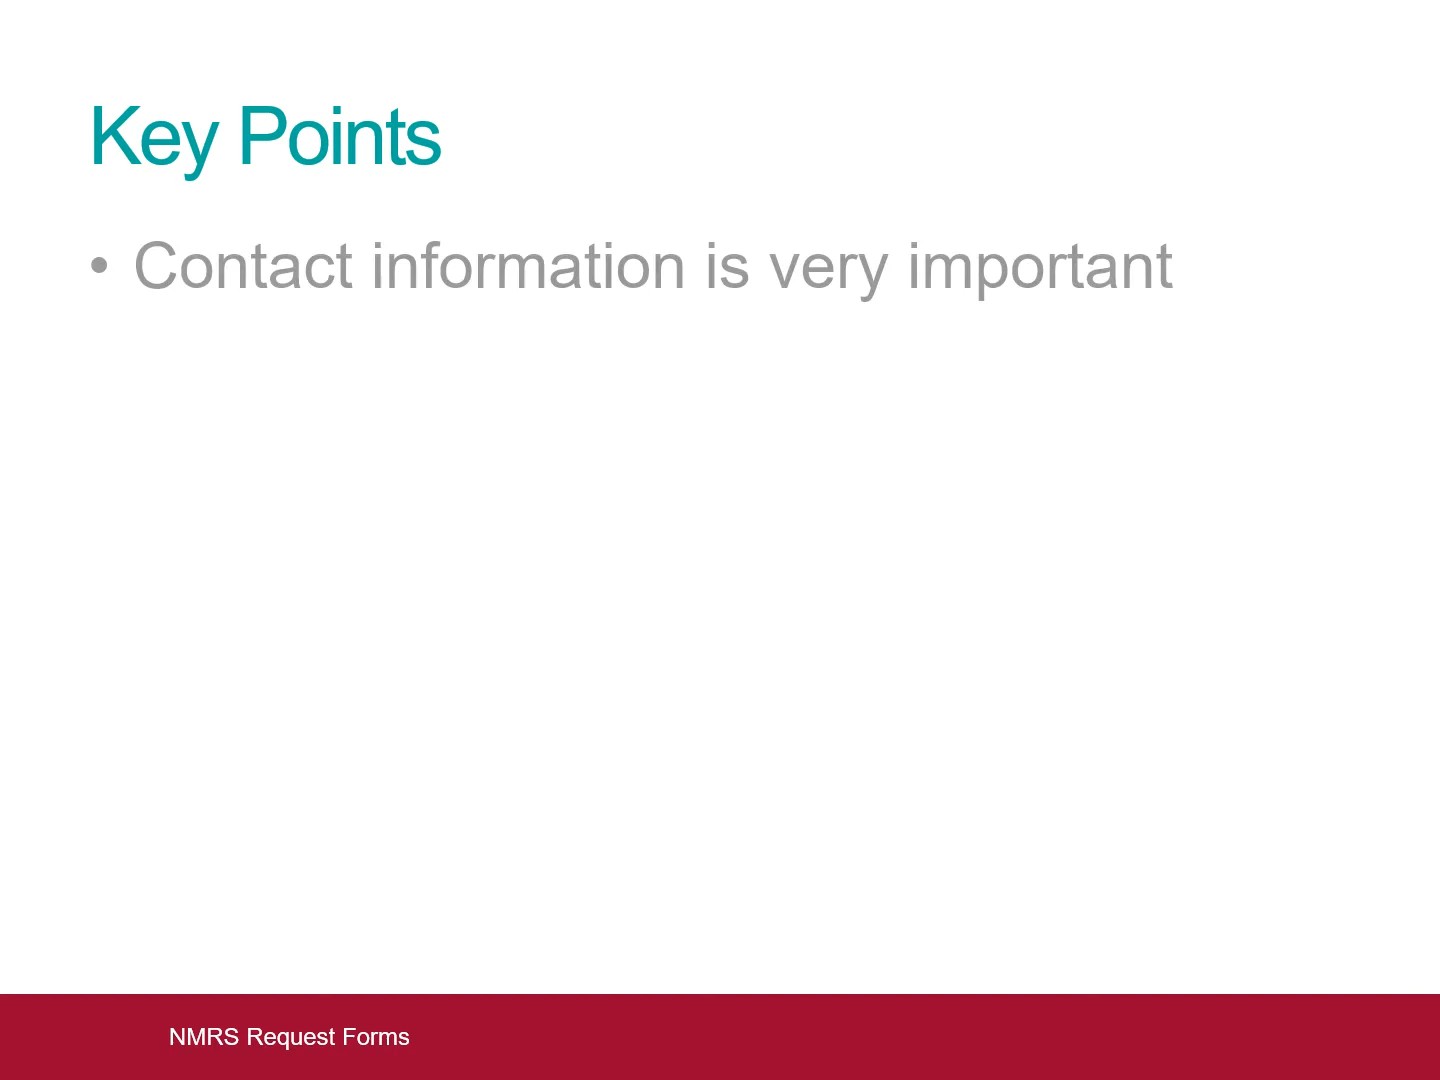 Key Points
• Contact information is very important
NMRS Request Forms